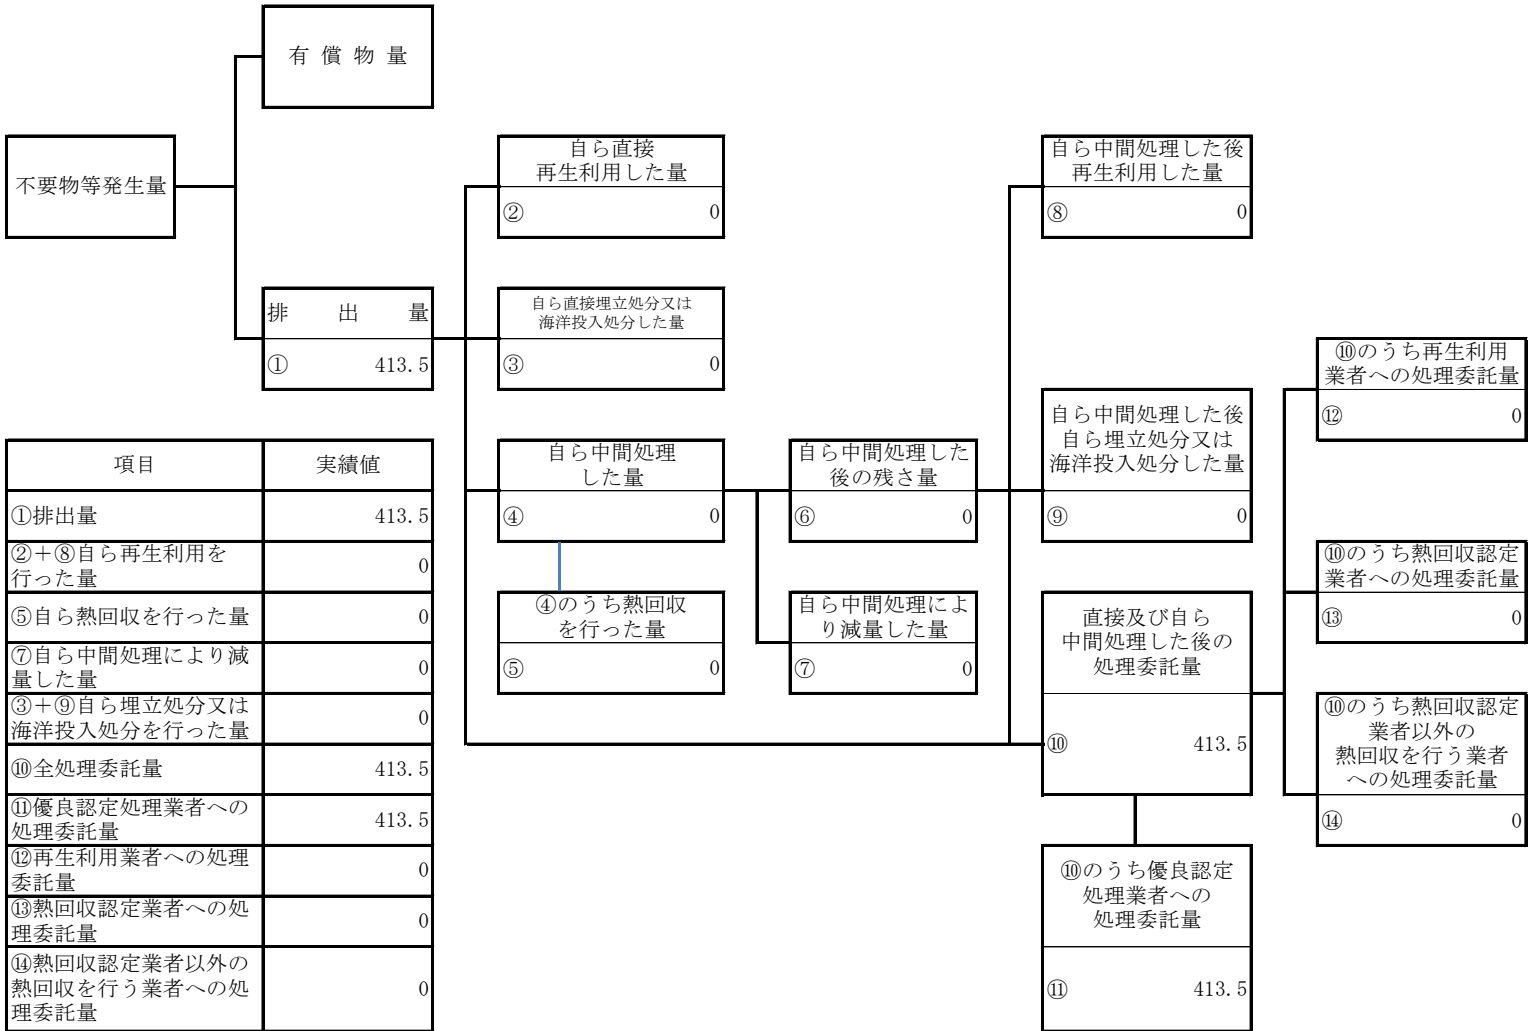 有償物量
不要物等発生量
排出量
① 413.5
自ら直接
再生利用した量
② 0
自ら直接埋立処分又は
海洋投入処分した量
③ 0
自ら中間処理
した量
④ 0
④のうち熱回収
を行った量
⑤ 0
自ら中間処理した
後の残さ量
⑥ 0
自ら中間処理によ
り減量した量
⑦ 0
自ら中間処理した後
再生利用した量
⑧ 0
自ら中間処理した後
自ら埋立処分又は
海洋投入処分した量
⑨ 0
直接及び自ら
中間処理した後の
処理委託量
⑩ 413.5
⑩のうち優良認定
処理業者への
処理委託量
⑪ 413.5
⑩のうち再生利用
業者への処理委託量
⑫ 0
⑩のうち熱回収認定
業者への処理委託量
⑬ 0
⑩のうち熱回収認定
業者以外の
熱回収を行う業者
への処理委託量
⑭ 0
項目 実績値
①排出量 413.5
②+⑧自ら再生利用を
行った量 0
⑤自ら熱回収を行った量 0
⑦自ら中間処理により減
量した量 0
③+⑨自ら埋立処分又は
海洋投入処分を行った量 0
⑩全処理委託量 413.5
⑪優良認定処理業者への
処理委託量 413.5
⑫再生利用業者への処理
委託量 0
⑬熱回収認定業者への処
理委託量 0
⑭熱回収認定業者以外の
熱回収を行う業者への処
理委託量 0